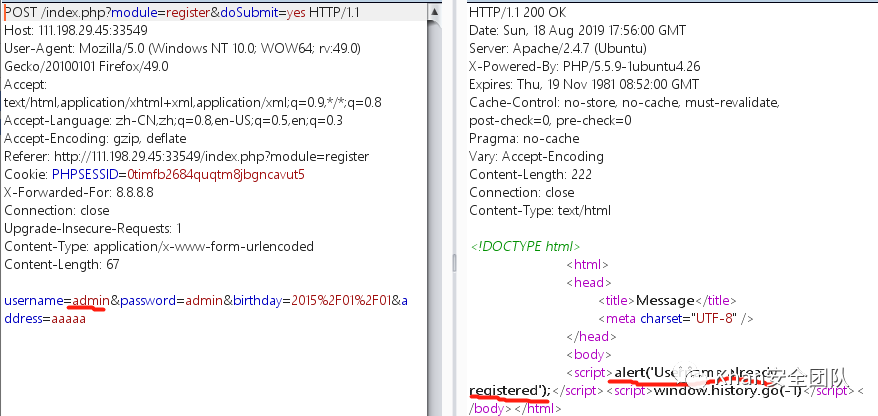 POST /index.php?module=register&doSubmit=yes HTTP/1.1
Host: 111.198.29.45:33549
User-Agent: Mozilla/5.0 (Windows NT 10.0; WOW64; rv:49.0)
Gecko/20100101 Firefox/49.0
Accept:
text/html,application/xhtml+xml,application/xml;q=0.9,*/*;q=0.8
Accept-Language: zh-CN,zh;q=0.8,en-US;q=0.5,en;q=0.3
Accept-Encoding: gzip, deflate
Referer: http://111.198.29.45:33549/index.php?module=register
Cookie: PHPSESSID=0timfb2684quqtm8jbgncavut5
X-Forwarded-For: 8.8.8.8
Connection: close
Upgrade-Insecure-Requests: 1
Content-Type: application/x-www-form-urlencoded
Content-Length: 67
username=admin&password=admin&birthday=2015%2F01%2F01&a
ddress=aaaaa
HTTP/1.1 200 OK
Date: Sun, 18 Aug 2019 17:56:00 GMT
Server: Apache/2.4.7 (Ubuntu)
X-Powered-By: PHP/5.5.9-1ubuntu4.26
Expires: Thu, 19 Nov 1981 08:52:00 GMT
Cache-Control: no-store, no-cache, must-revalidate,
post-check=0, pre-check=0
Pragma: no-cache
Vary: Accept-Encoding
Content-Length: 222
Connection: close
Content-Type: text/html
<!DOCTYPE html>
<html>
<head>
<title>Message</title>
<meta charset="UTF-8" />
</head>
<body>
<script>alert('Username already
registered');</script><script>window.history.go(-1)</script><
/body></html>
Khan安全团队